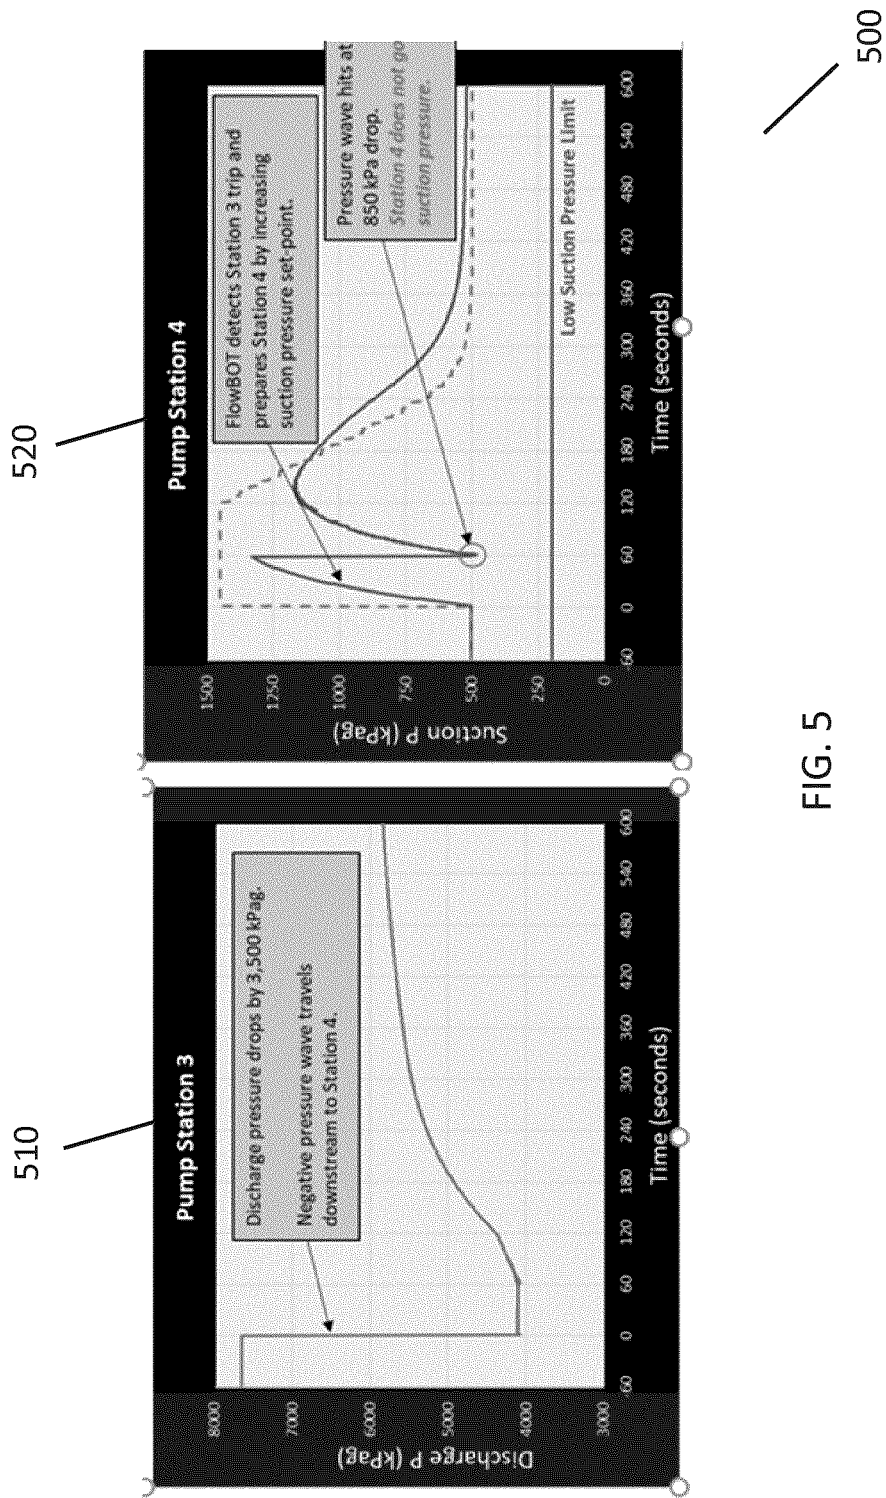 500
510
Pump Station 3
Discharge pressure drops by 3,500 kPag.
Negative pressure wave travels
downstream to Station 4.
8000
7000
6000
5000
4000
3000
Discharge P (kPag)
-60
0
60
120
180
240
300
360
420
480
540
600
Time (seconds)
520
Pump Station 4
FlowBOT detects Station 3 trip and
prepares Station 4 by increasing
suction pressure set-point.
Pressure wave hits at
850 kPa drop.
Station 4 does not go
suction pressure.
Low Suction Pressure Limit
1500
1250
1000
750
500
250
0
Suction P (kPag)
-60
0
60
120
180
240
300
360
420
480
540
600
Time (seconds)
FIG. 5